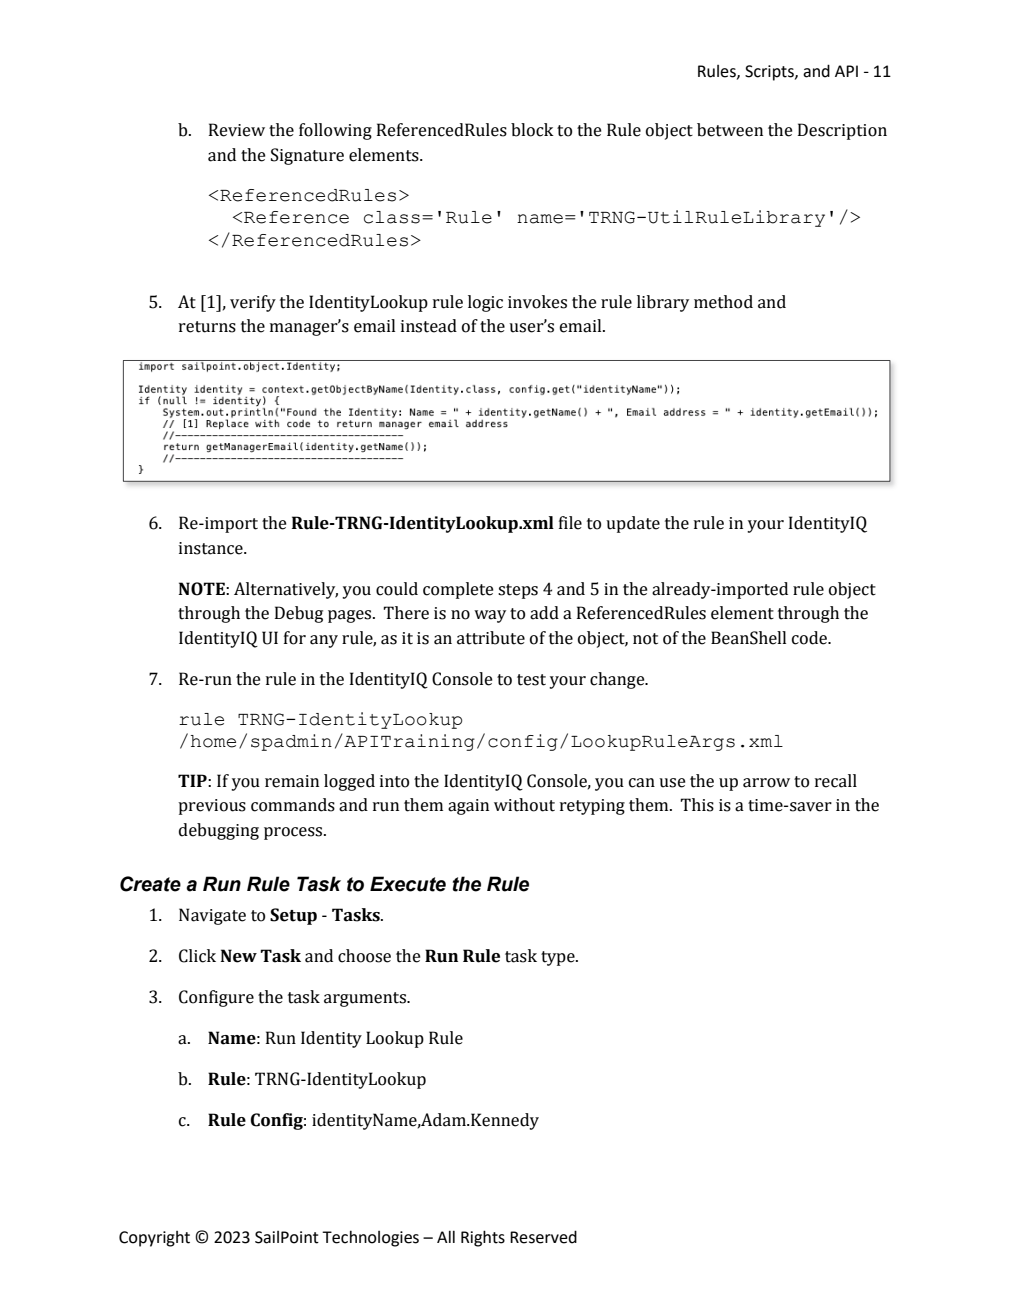 Rules, Scripts, and API - 11
b. Review the following ReferencedRules block to the Rule object between the Description
and the Signature elements.
<ReferencedRules>
  <Reference class='Rule' name='TRNG-UtilRuleLibrary'/>
</ReferencedRules>
5. At [1], verify the IdentityLookup rule logic invokes the rule library method and
returns the manager’s email instead of the user’s email.
import sailpoint.object.Identity;
Identity identity = context.getObjectByName(Identity.class, config.get("identityName"));
if (null != identity) {
    System.out.println("Found the Identity: Name = " + identity.getName() + ", Email address = " + identity.getEmail());
    // [1] Replace with code to return manager email address
    //-------------------------------------
    return getManagerEmail(identity.getName());
    //-------------------------------------
}
6. Re-import the Rule-TRNG-IdentityLookup.xml file to update the rule in your IdentityIQ
instance.
NOTE: Alternatively, you could complete steps 4 and 5 in the already-imported rule object
through the Debug pages.  There is no way to add a ReferencedRules element through the
IdentityIQ UI for any rule, as it is an attribute of the object, not of the BeanShell code.
7. Re-run the rule in the IdentityIQ Console to test your change.
rule TRNG-IdentityLookup
/home/spadmin/APITraining/config/LookupRuleArgs.xml
TIP: If you remain logged into the IdentityIQ Console, you can use the up arrow to recall
previous commands and run them again without retyping them.  This is a time-saver in the
debugging process.
Create a Run Rule Task to Execute the Rule
1. Navigate to Setup - Tasks.
2. Click New Task and choose the Run Rule task type.
3. Configure the task arguments.
a. Name: Run Identity Lookup Rule
b. Rule: TRNG-IdentityLookup
c. Rule Config: identityName,Adam.Kennedy
Copyright © 2023 SailPoint Technologies – All Rights Reserved